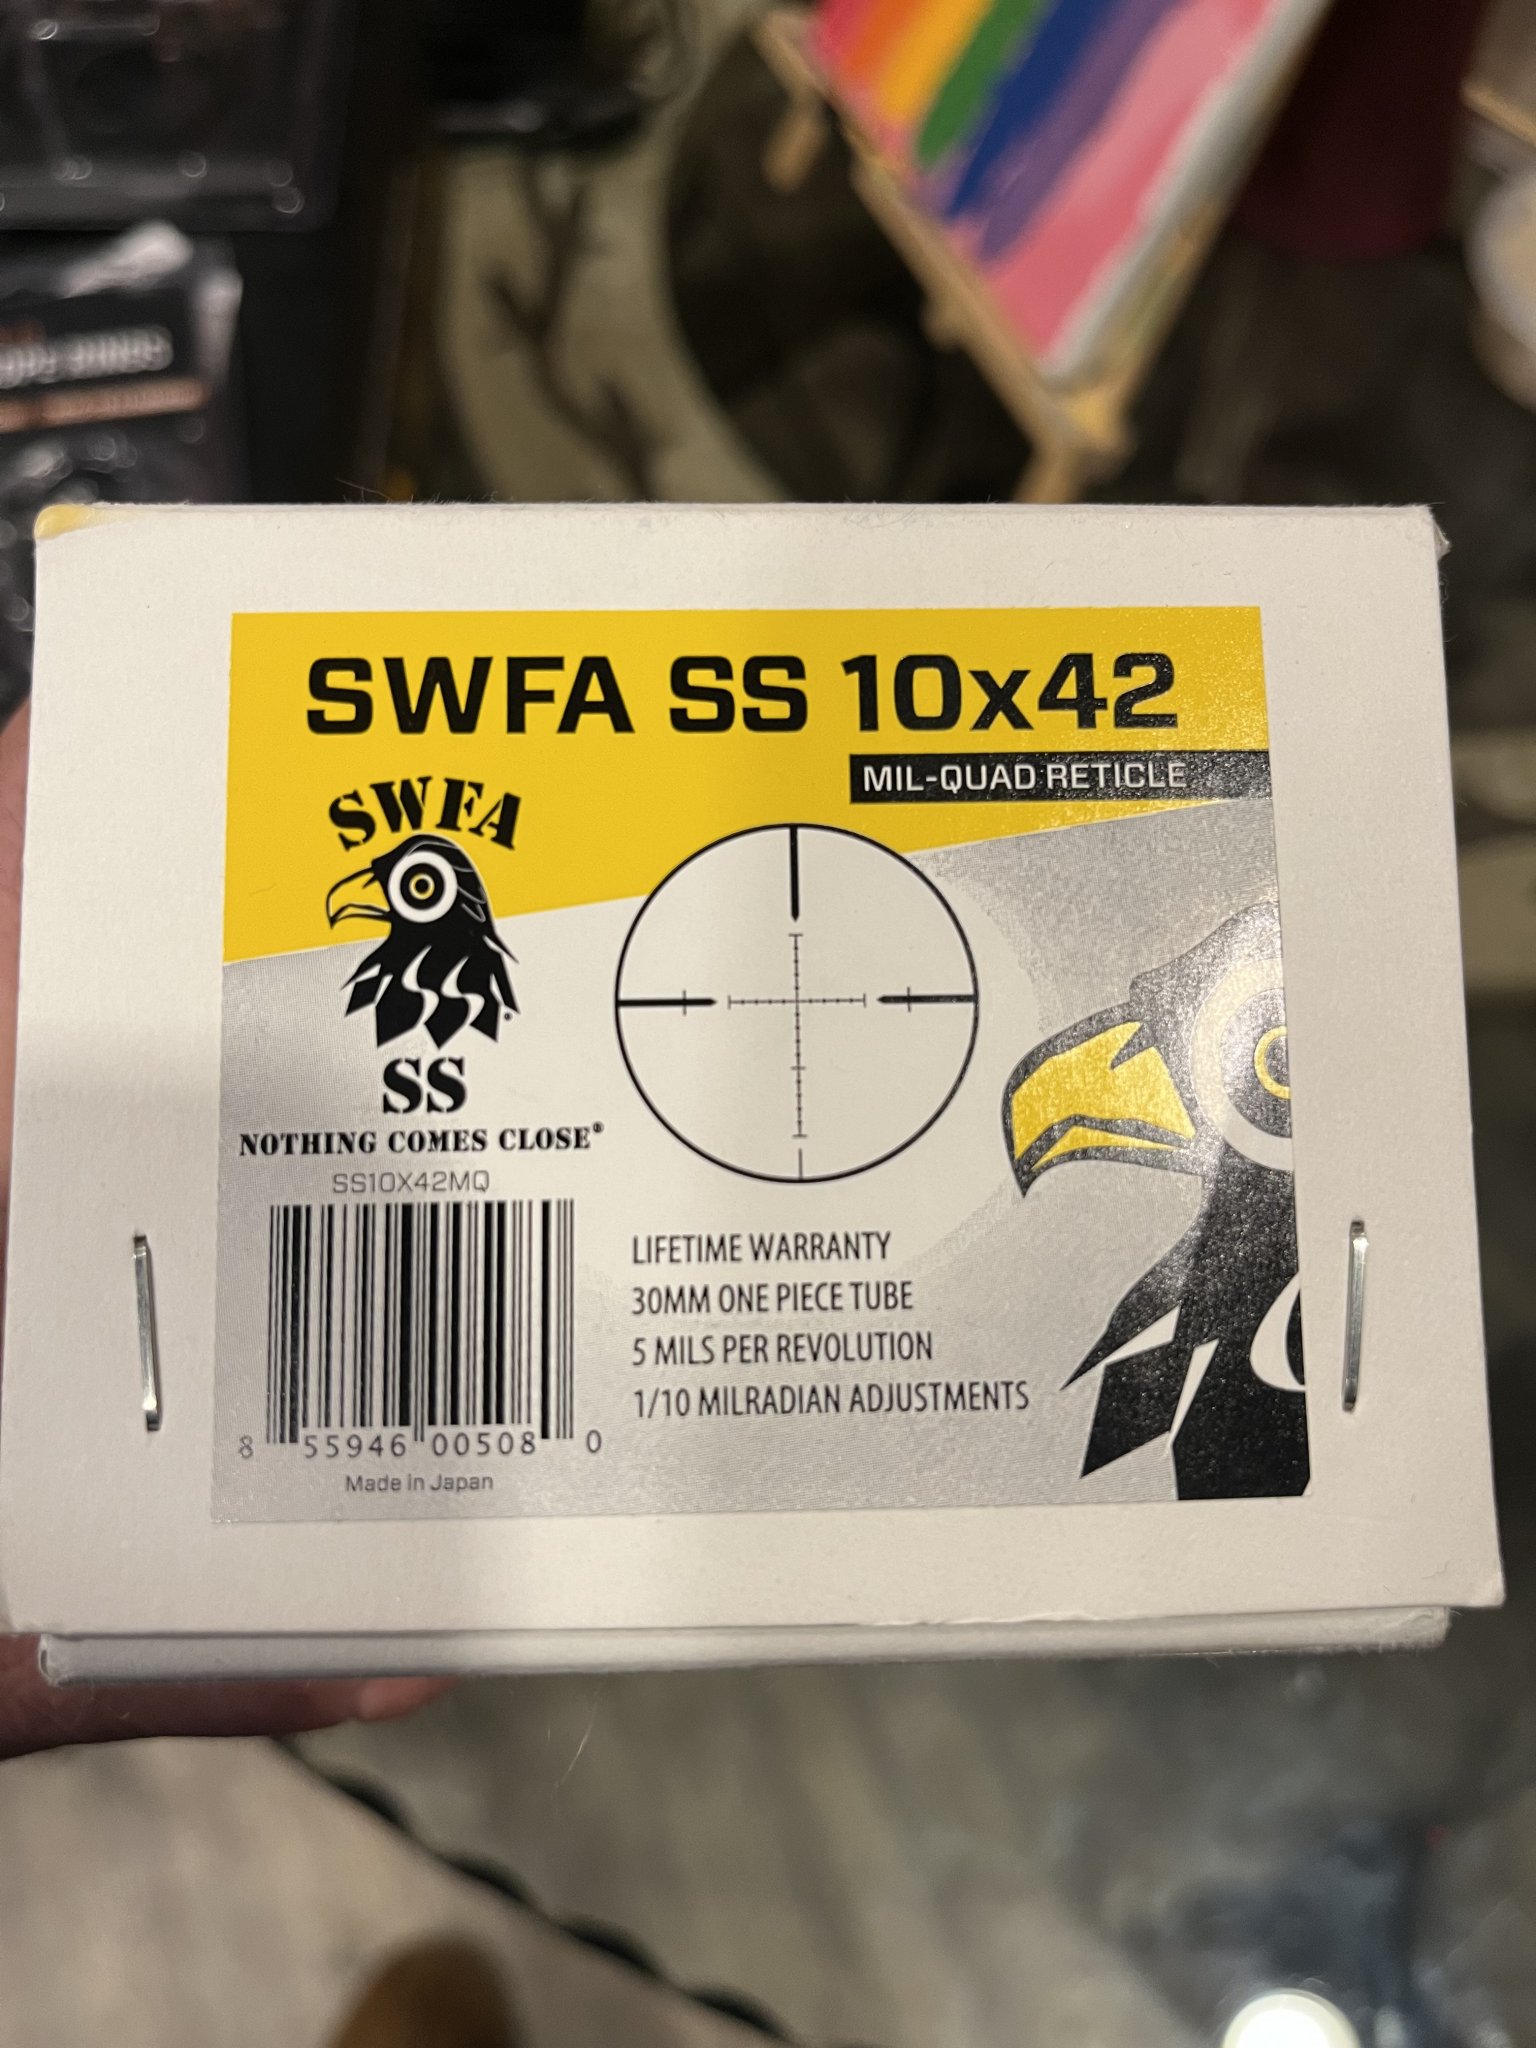 SWFA SS 10x42
MIL-QUAD RETICLE
SWFA
SS
SS
NOTHING COMES CLOSE®
SS10X42MQ
8 55946 00508 0
Made in Japan
LIFETIME WARRANTY
30MM ONE PIECE TUBE
5 MILS PER REVOLUTION
1/10 MILRADIAN ADJUSTMENTS